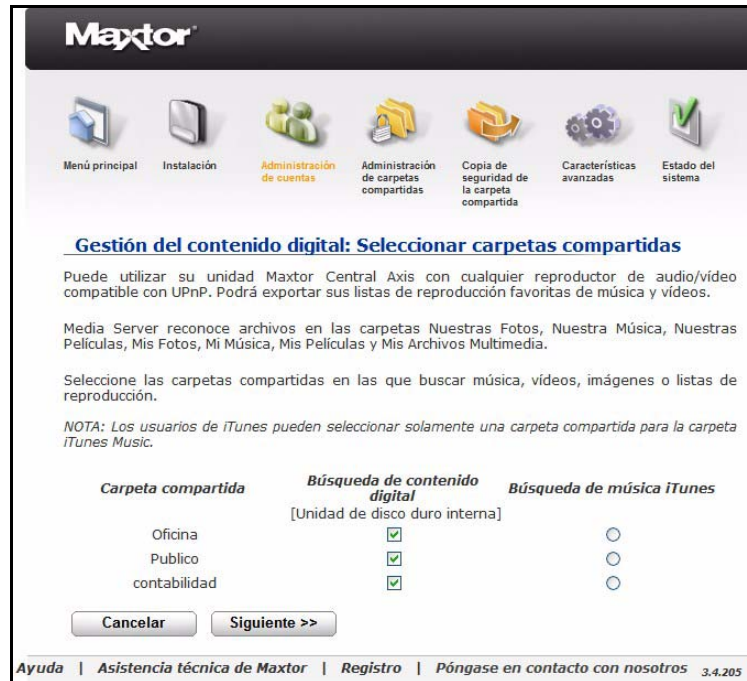 Maxtor
Menú principal
Instalación
Administración
de cuentas
Administración
de carpetas
compartidas
Copia de
seguridad de
la carpeta
compartida
Características
avanzadas
Estado del
sistema
Gestión del contenido digital: Seleccionar carpetas compartidas
Puede utilizar su unidad Maxtor Central Axis con cualquier reproductor de audio/vídeo
compatible con UPnP. Podrá exportar sus listas de reproducción favoritas de música y vídeos.
Media Server reconoce archivos en las carpetas Nuestras Fotos, Nuestra Música, Nuestras
Películas, Mis Fotos, Mi Música, Mis Películas y Mis Archivos Multimedia.
Seleccione las carpetas compartidas en las que buscar música, vídeos, imágenes o listas de
reproducción.
NOTA: Los usuarios de iTunes pueden seleccionar solamente una carpeta compartida para la carpeta
iTunes Music.
Carpeta compartida
Búsqueda de contenido
digital
Búsqueda de música iTunes
[Unidad de disco duro interna]
Oficina
Publico
contabilidad
Cancelar
Siguiente >>
Ayuda | Asistencia técnica de Maxtor | Registro | Póngase en contacto con nosotros 3.4.205